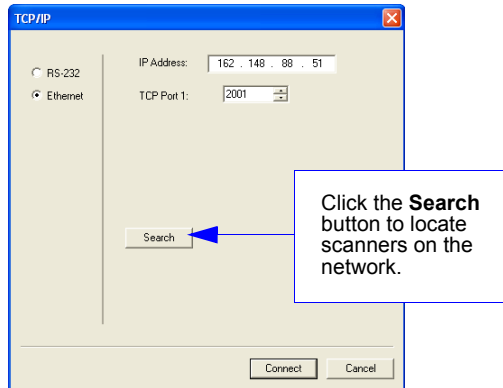 TCP/IP
RS-232
Ethernet
IP Address: 162 . 148 . 88 . 51
TCP Port 1: 2001
Search
Click the Search
button to locate
scanners on the
network.
Connect Cancel